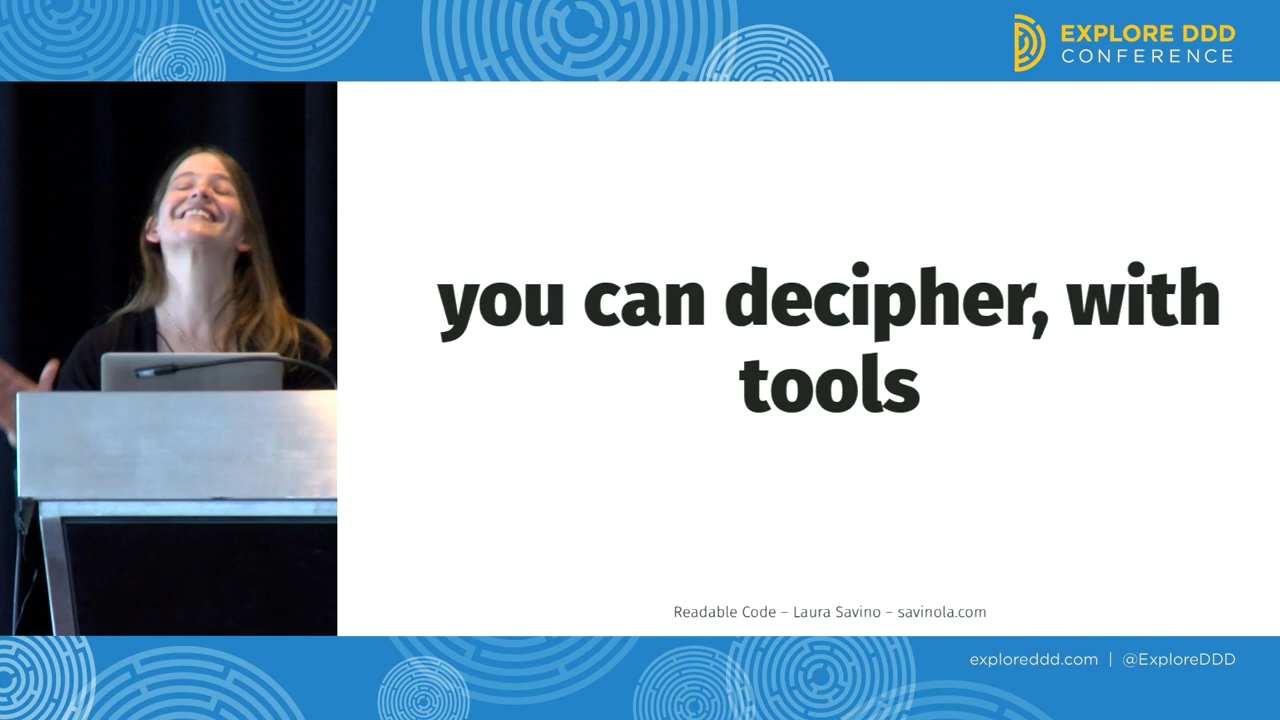 EXPLORE DDD
CONFERENCE
you can decipher, with
tools
Readable Code – Laura Savino – savinola.com
exploreddd.com | @ExploreDDD